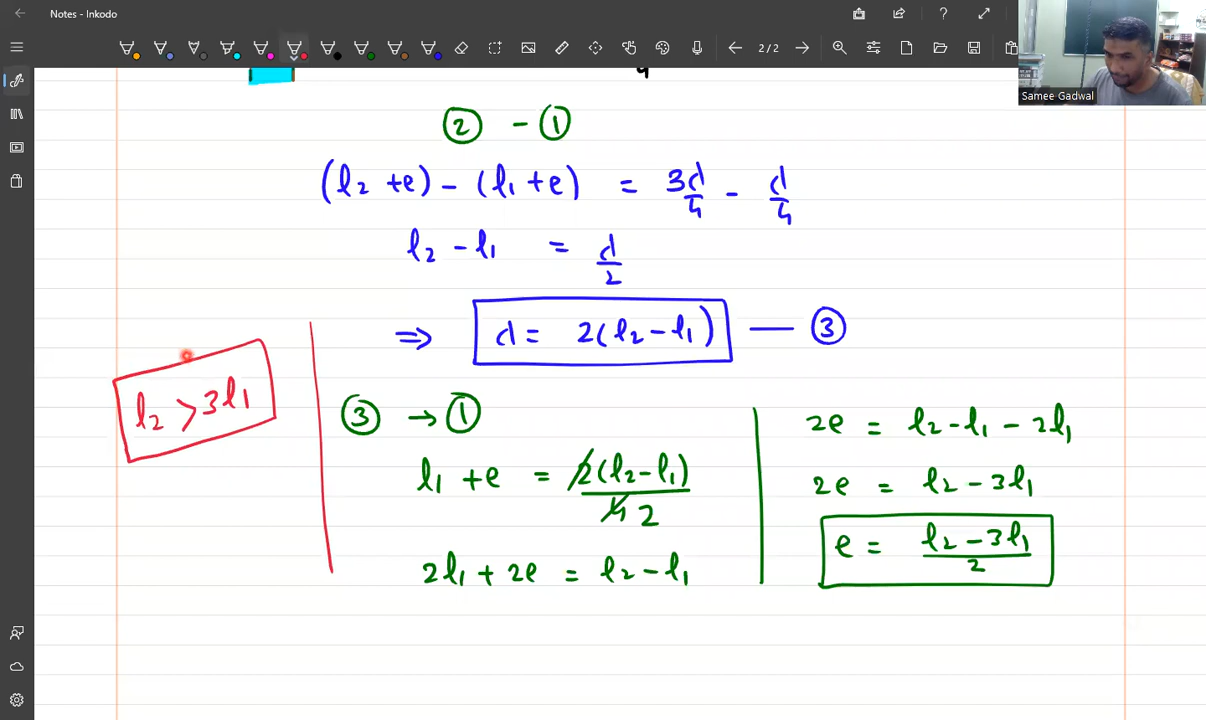 Notes - Inkodo
2/2
Samee Gadwal
② - ①
(l₂ + e) - (l₁ + e) = 3λ/4 - λ/4
l₂ - l₁ = λ/2
⇒ λ = 2(l₂ - l₁) — ③
l₂ > 3l₁
③ → ①
l₁ + e = 2(l₂ - l₁)/4 2
2l₁ + 2e = l₂ - l₁
2e = l₂ - l₁ - 2l₁
2e = l₂ - 3l₁
e = l₂ - 3l₁/2